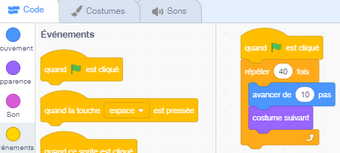 Code
Costumes
Sons
ouvement
pparence
Son
vénements
Événements
quand est cliqué
quand la touche espace est pressée
quand ce sprite est cliqué
quand est cliqué
répéter 40 fois
avancer de 10 pas
costume suivant